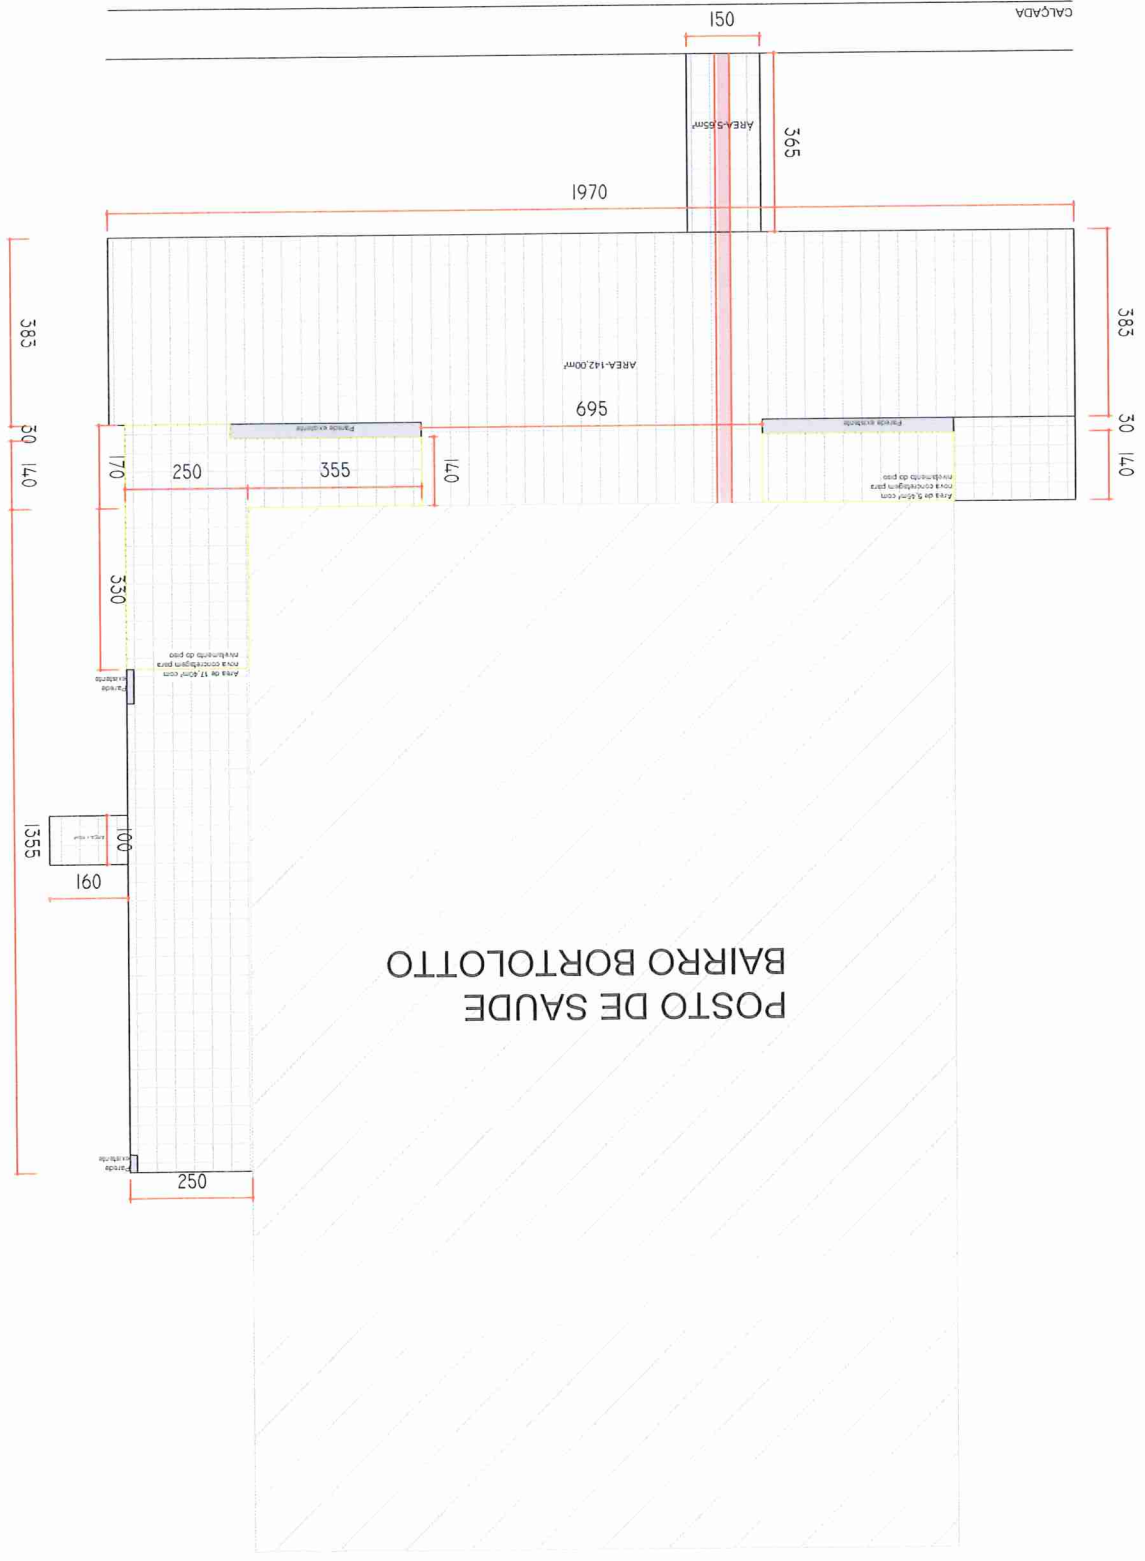 CALÇADA
150
ÁREA-5,65m²
365
1970
385
385
ÁREA-142,00m²
695
Parede existente
Parede existente
30
30
140
170
250
355
140
140
Área de 5,46m² com
nova concretagem para
nivelamento do piso
330
Área de 17,40m² com
nova concretagem para
nivelamento do piso
Parede
existente
1355
100
160
POSTO DE SAUDE
BAIRRO BORTOLOTTO
Parede
existente
250